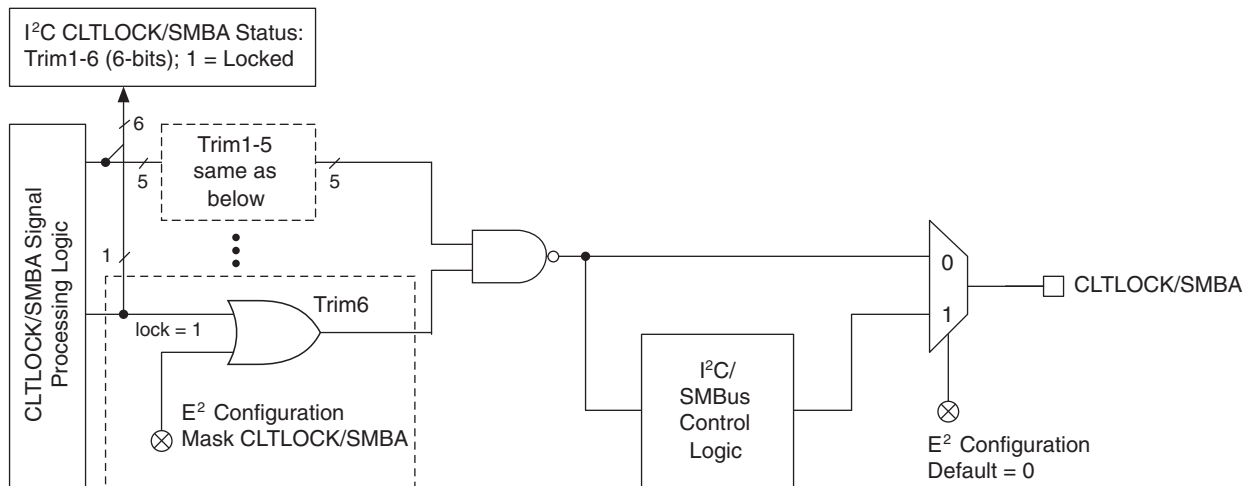 I²C CLTLOCK/SMBA Status:
Trim1-6 (6-bits); 1 = Locked
6
CLTLOCK/SMBA Signal
Processing Logic
5
Trim1-5
same as
below
5
1
Trim6
lock = 1
E² Configuration
Mask CLTLOCK/SMBA
I²C/
SMBus
Control
Logic
0
1
CLTLOCK/SMBA
E² Configuration
Default = 0